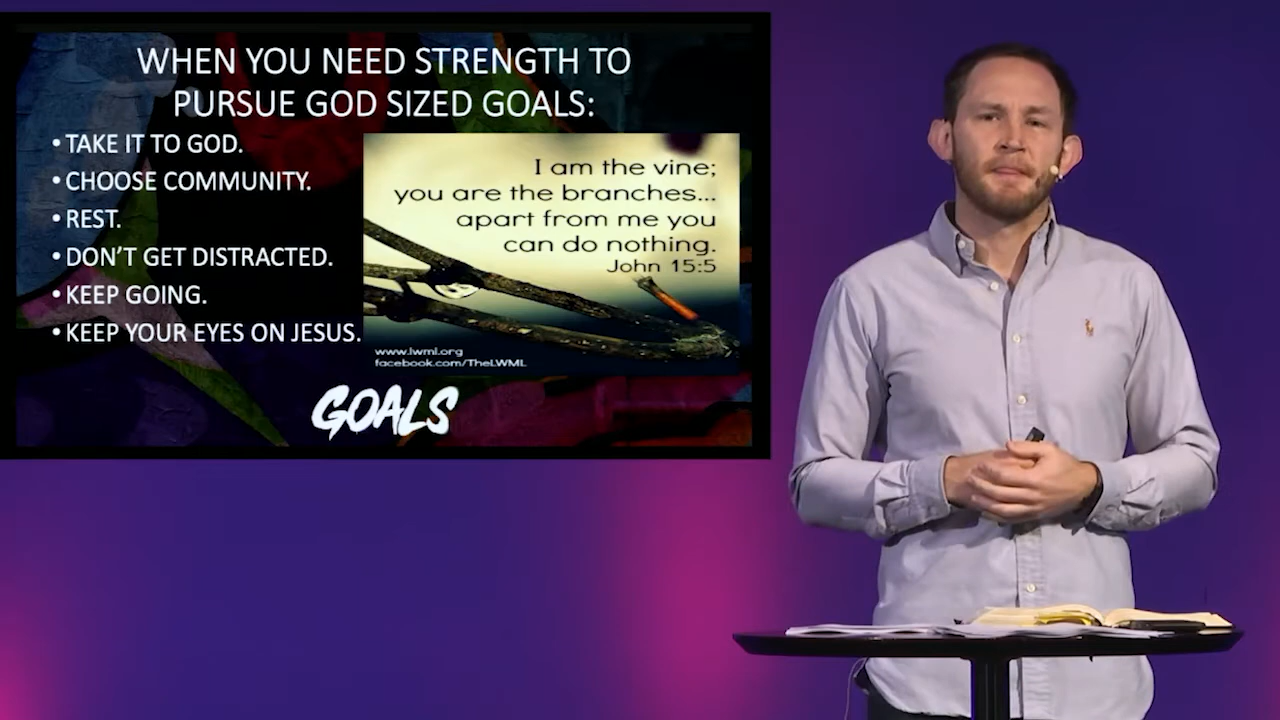 WHEN YOU NEED STRENGTH TO
PURSUE GOD SIZED GOALS:
• TAKE IT TO GOD.
• CHOOSE COMMUNITY.
• REST.
• DON'T GET DISTRACTED.
• KEEP GOING.
• KEEP YOUR EYES ON JESUS.
I am the vine;
you are the branches...
apart from me you
can do nothing.
John 15:5
www.lwml.org
facebook.com/TheLWML
GOALS